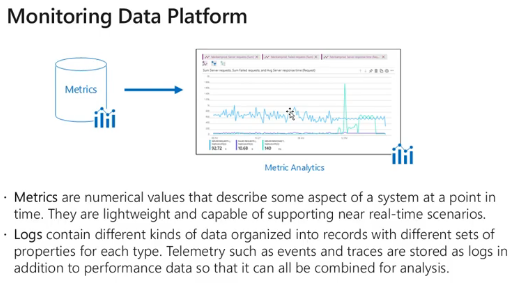 Monitoring Data Platform
Metrics
Metric Analytics
· Metrics are numerical values that describe some aspect of a system at a point in
time. They are lightweight and capable of supporting near real-time scenarios.
· Logs contain different kinds of data organized into records with different sets of
properties for each type. Telemetry such as events and traces are stored as logs in
addition to performance data so that it can all be combined for analysis.